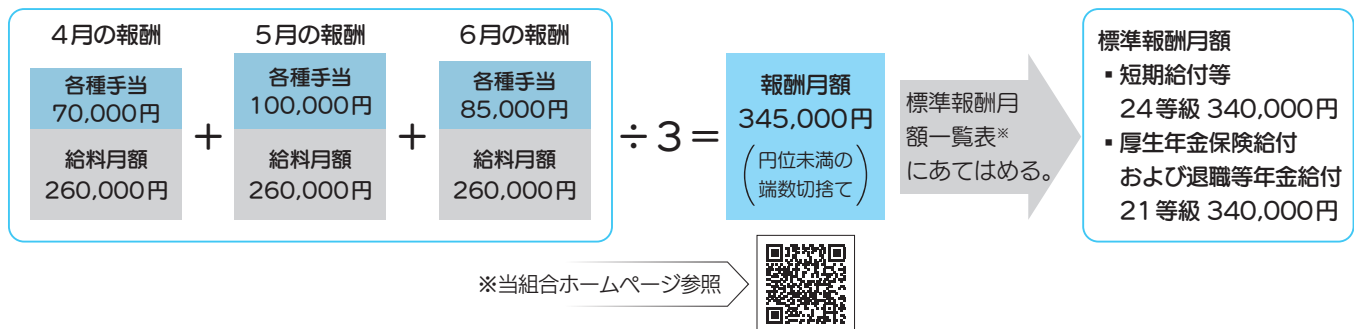 4月の報酬
各種手当
70,000円
給料月額
260,000円
+
5月の報酬
各種手当
100,000円
給料月額
260,000円
+
6月の報酬
各種手当
85,000円
給料月額
260,000円
÷3=
報酬月額
345,000円
(円位未満の
端数切捨て)
標準報酬月
額一覧表※
にあてはめる。
標準報酬月額
▪短期給付等
24等級 340,000円
▪厚生年金保険給付
および退職等年金給付
21等級 340,000円
※当組合ホームページ参照